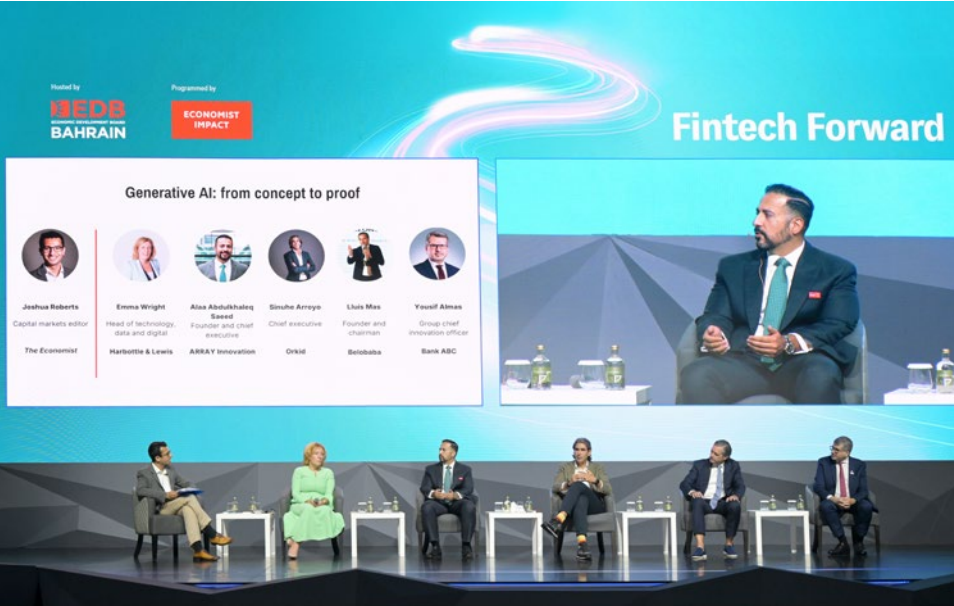 Hosted by
EDB
ECONOMIC DEVELOPMENT BOARD
BAHRAIN
Programmed by
ECONOMIST
IMPACT
Fintech Forward
Generative AI: from concept to proof
Joshua Roberts
Capital markets editor
The Economist
Emma Wright
Head of technology,
data and digital
Harbottle & Lewis
Alaa Abdulkhaleq
Saeed
Founder and chief
executive
ARRAY Innovation
Sinuhe Arroyo
Chief executive
Orkid
Lluis Mas
Founder and
chairman
Belobaba
Yousif Almas
Group chief
innovation officer
Bank ABC